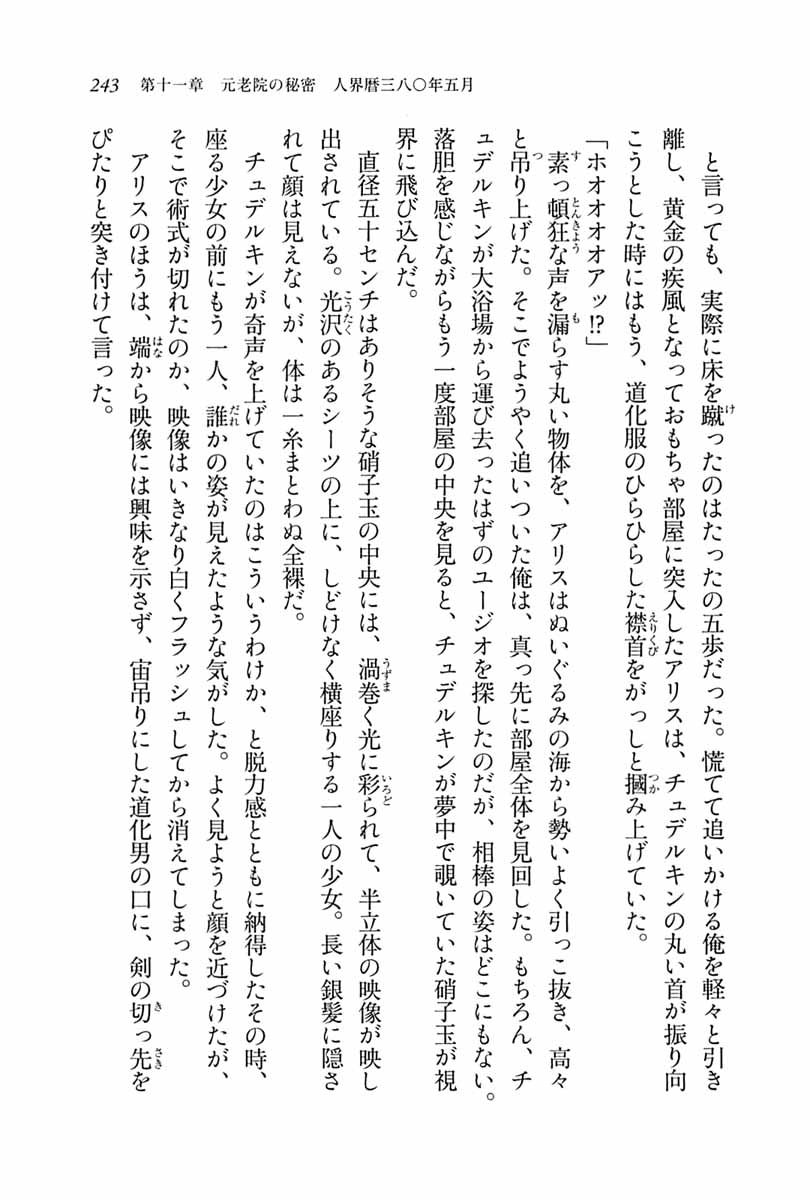 243 第十一章 元老院の秘密 人界暦三八〇年五月
と言っても、実際に床を蹴ったのはたったの五歩だった。慌てて追いかける俺を軽々と引き
離し、黄金の疾風となっておもちゃ部屋に突入したアリスは、チュデルキンの丸い首が振り向
こうとした時にはもう、道化服のひらひらした襟首をがっしと摑み上げていた。
「ホオオオオアッ!?」
素っ頓狂な声を漏らす丸い物体を、アリスはぬいぐるみの海から勢いよく引っこ抜き、高々
と吊り上げた。そこでようやく追いついた俺は、真っ先に部屋全体を見回した。もちろん、チ
ュデルキンが大浴場から運び去ったはずのユージオを探したのだが、相棒の姿はどこにもない。
落胆を感じながらもう一度部屋の中央を見ると、チュデルキンが夢中で覗いていた硝子玉が視
界に飛び込んだ。
直径五十センチはありそうな硝子玉の中央には、渦巻く光に彩られて、半立体の映像が映し
出されている。光沢のあるシーツの上に、しどけなく横座りする一人の少女。長い銀髪に隠さ
れて顔は見えないが、体は一糸まとわぬ全裸だ。
チュデルキンが奇声を上げていたのはこういうわけか、と脱力感とともに納得したその時、
座る少女の前にもう一人、誰かの姿が見えたような気がした。よく見ようと顔を近づけたが、
そこで術式が切れたのか、映像はいきなり白くフラッシュしてから消えてしまった。
アリスのほうは、端から映像には興味を示さず、宙吊りにした道化男の口に、剣の切っ先を
ぴたりと突き付けて言った。